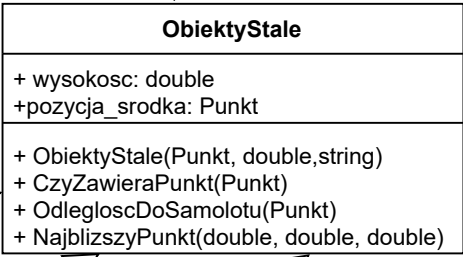 ObiektyStale
+ wysokosc: double
+pozycja_srodka: Punkt
+ ObiektyStale(Punkt, double,string)
+ CzyZawieraPunkt(Punkt)
+ OdlegloscDoSamolotu(Punkt)
+ NajblizszyPunkt(double, double, double)